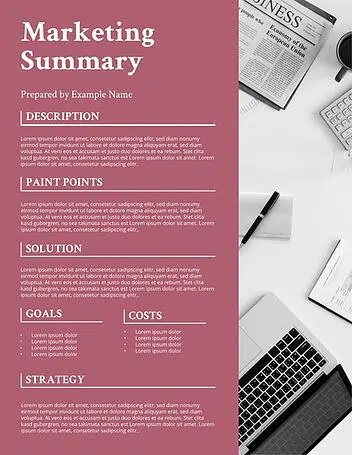 Marketing
Summary
Prepared by Example Name
DESCRIPTION
Lorem ipsum dolor sit amet, consetetur sadipscing elitr, sed diam nonumy
eirmod tempor invidunt ut labore et dolore magna aliquyam erat, sed diam
voluptua. At vero eos et accusam et justo duo dolores et ea rebum. Stet clita
kasd gubergren, no sea takimata sanctus est Lorem ipsum dolor sit amet. Lorem
ipsum dolor sit amet, consetetur sadipscing elitr,.
PAINT POINTS
Lorem ipsum dolor sit amet, consetetur sadipscing elitr, sed diam nonumy
eirmod tempor invidunt ut labore et dolore magna aliquyam erat, sed diam
voluptua. At vero eos et accusam et justo duo dolores et ea rebum. Stet clita
kasd gubergren, no sea takimata sanctus est Lorem ipsum dolor sit amet. Lorem
ipsum dolor sit amet, consetetur sadipscing elitr,.
SOLUTION
Lorem ipsum dolor sit amet, consetetur sadipscing elitr, sed diam nonumy
eirmod tempor invidunt ut labore et dolore magna aliquyam erat, sed diam
voluptua. At vero eos et accusam et justo duo dolores et ea rebum. Stet clita
kasd gubergren, no sea takimata sanctus est Lorem ipsum dolor sit amet. Lorem
ipsum dolor sit amet, consetetur sadipscing elitr,.
GOALS
• Lorem ipsum dolor
• Lorem ipsum dolor
• Lorem ipsum dolor
• Lorem ipsum dolor
COSTS
• Lorem ipsum dolor
• Lorem ipsum dolor
• Lorem ipsum dolor
• Lorem ipsum dolor
STRATEGY
Lorem ipsum dolor sit amet, consetetur sadipscing elitr, sed diam nonumy
eirmod tempor invidunt ut labore et dolore magna aliquyam erat, sed diam
voluptua. At vero eos et accusam et justo duo dolores et ea rebum. Stet clita
kasd gubergren, no sea takimata sanctus est Lorem ipsum dolor sit amet. Lorem
ipsum dolor sit amet, consetetur sadipscing elitr,.
BUSINESS
people who
Economy of the
European Union